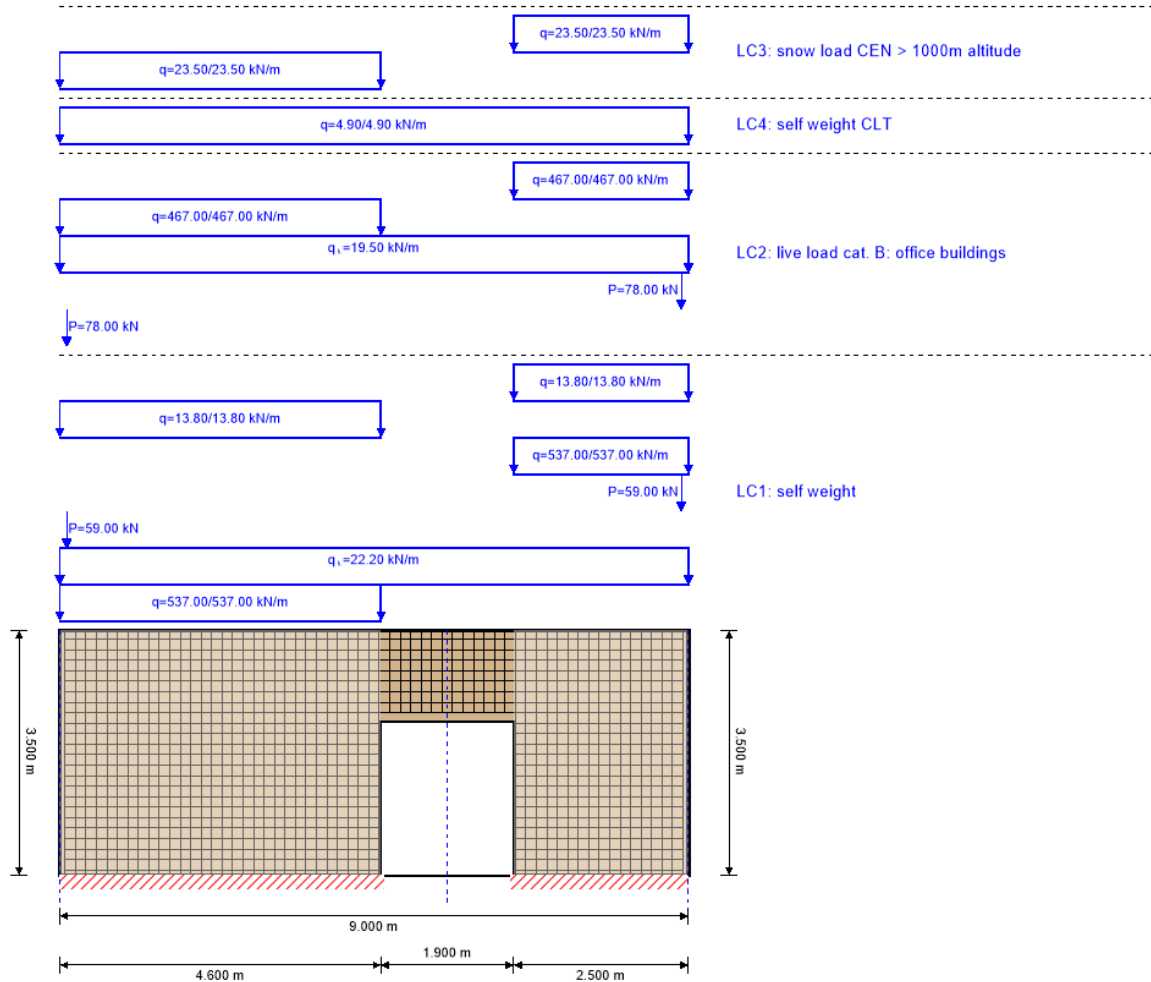 q=23.50/23.50 kN/m
LC3: snow load CEN > 1000m altitude
q=23.50/23.50 kN/m
q=4.90/4.90 kN/m
LC4: self weight CLT
q=467.00/467.00 kN/m
q=467.00/467.00 kN/m
qₖ=19.50 kN/m
LC2: live load cat. B: office buildings
P=78.00 kN
P=78.00 kN
q=13.80/13.80 kN/m
q=13.80/13.80 kN/m
q=537.00/537.00 kN/m
P=59.00 kN
LC1: self weight
P=59.00 kN
qₖ=22.20 kN/m
q=537.00/537.00 kN/m
3.500 m
3.500 m
9.000 m
1.900 m
4.600 m
2.500 m